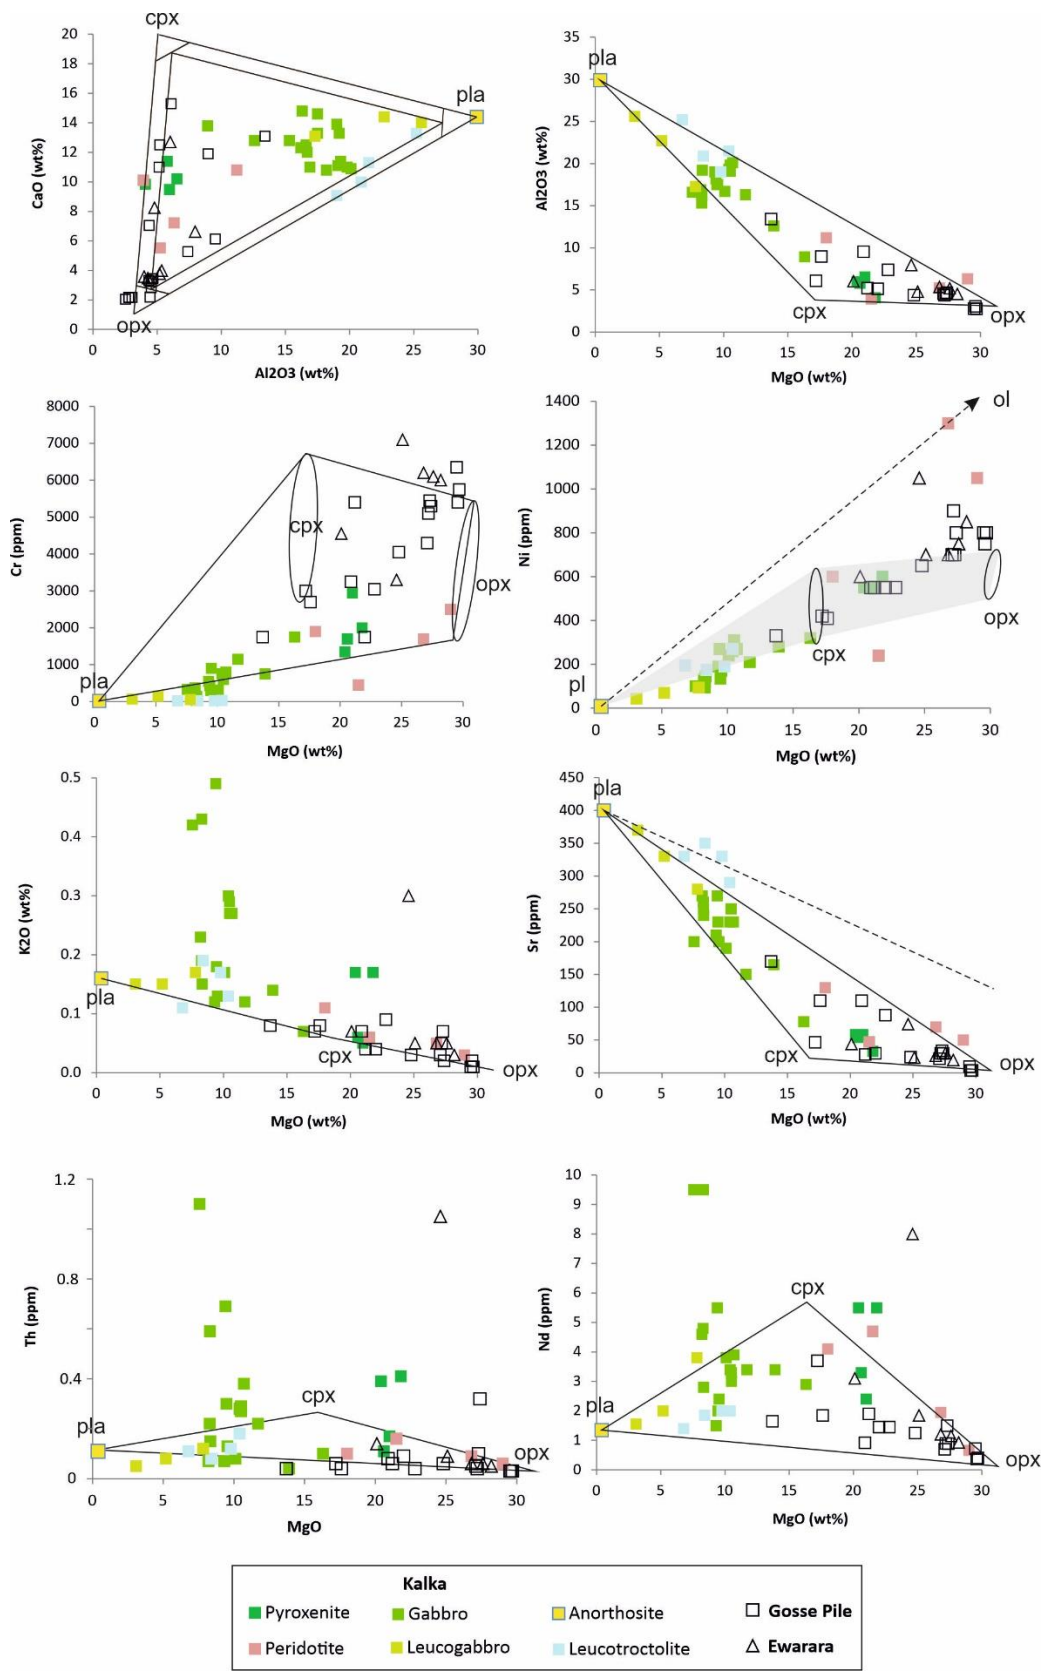 cpx
pla
opx
20
18
16
14
12
10
8
6
4
2
0
CaO (wt%)
0 5 10 15 20 25 30
Al2O3 (wt%)
pla
cpx
opx
35
30
25
20
15
10
5
0
Al2O3 (wt%)
0 5 10 15 20 25 30
MgO (wt%)
8000
7000
6000
5000
4000
3000
2000
1000
0
Cr (ppm)
cpx
opx
pla
0 5 10 15 20 25 30
MgO (wt%)
1400
1200
1000
800
600
400
200
0
Ni (ppm)
ol
cpx
opx
pl
0 5 10 15 20 25 30
MgO (wt%)
0.5
0.4
0.3
0.2
0.1
0.0
K2O (wt%)
pla
cpx
opx
0 5 10 15 20 25 30
MgO (wt%)
450
400
350
300
250
200
150
100
50
0
Sr (ppm)
pla
cpx
opx
0 5 10 15 20 25 30
MgO (wt%)
1.2
0.8
0.4
0
Th (ppm)
pla
cpx
opx
0 5 10 15 20 25 30
MgO
10
9
8
7
6
5
4
3
2
1
0
Nd (ppm)
cpx
pla
opx
0 5 10 15 20 25 30
MgO (wt%)
Kalka
Pyroxenite Gabbro Anorthosite Gosse Pile
Peridotite Leucogabbro Leucotroctolite Ewarara